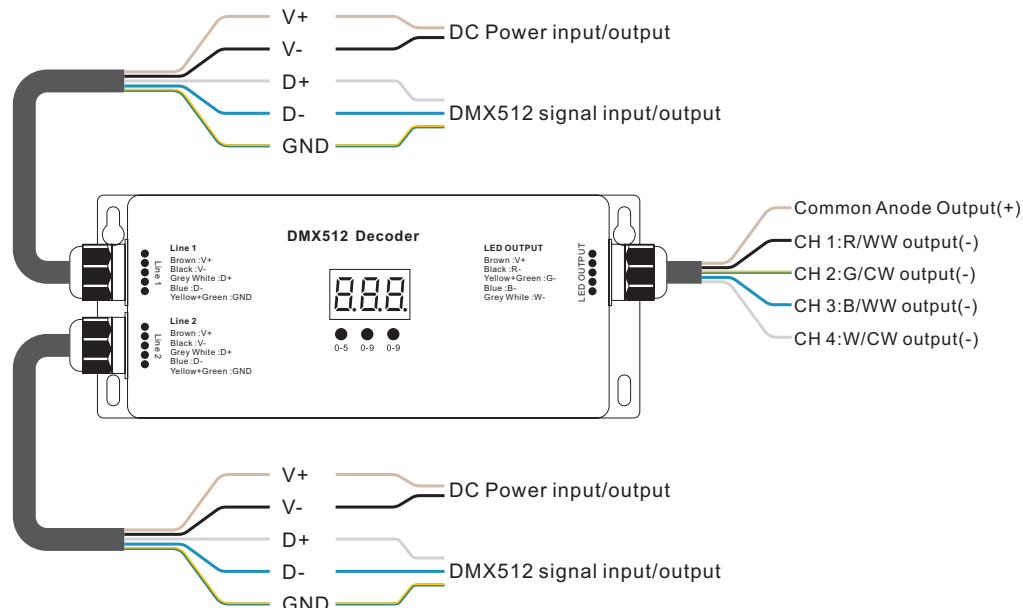 V+
V-
DC Power input/output
D+
D-
DMX512 signal input/output
GND
DMX512 Decoder
Line 1
Brown :V+
Black :V-
Grey White :D+
Blue :D-
Yellow+Green :GND
Line 1
Line 2
Brown :V+
Black :V-
Grey White :D+
Blue :D-
Yellow+Green :GND
Line 2
8.8.8.
0-5 0-9 0-9
LED OUTPUT
Brown :V+
Black :R-
Yellow+Green :G-
Blue :B-
Grey White :W-
LED OUTPUT
Common Anode Output(+)
CH 1:R/WW output(-)
CH 2:G/CW output(-)
CH 3:B/WW output(-)
CH 4:W/CW output(-)
V+
V-
DC Power input/output
D+
D-
DMX512 signal input/output
GND